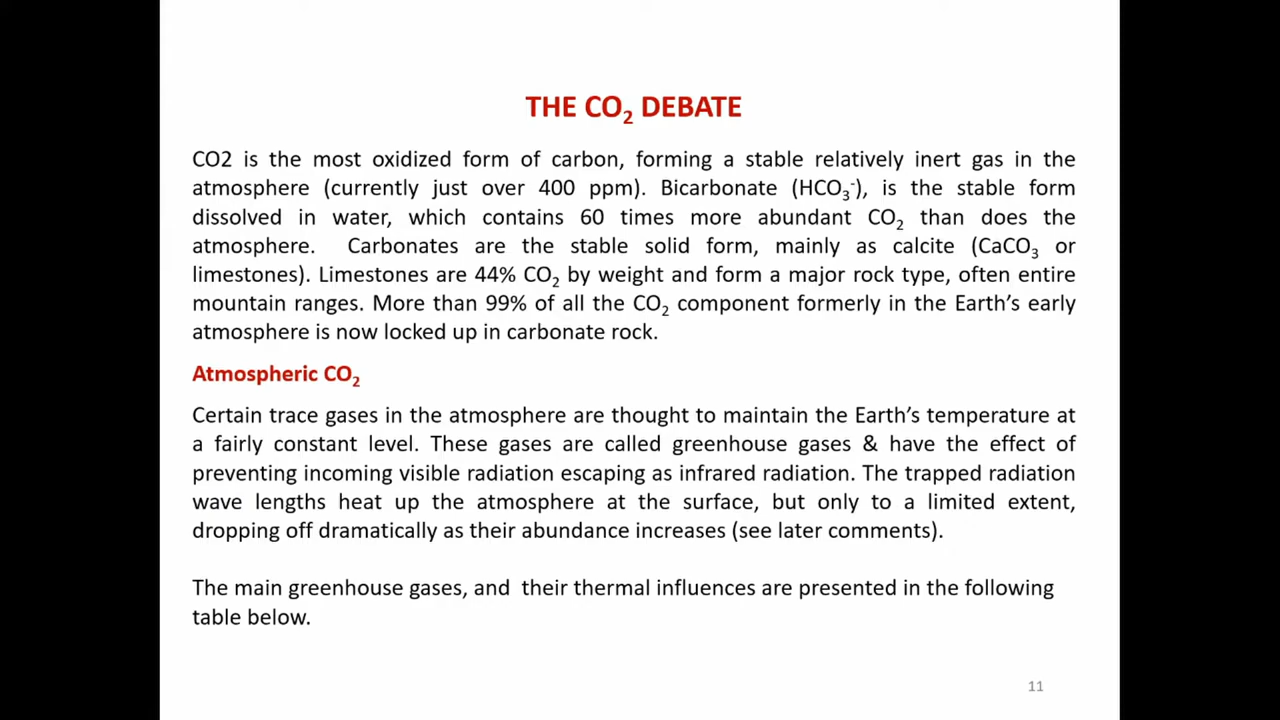 THE CO₂ DEBATE
CO2 is the most oxidized form of carbon, forming a stable relatively inert gas in the
atmosphere (currently just over 400 ppm). Bicarbonate (HCO₃⁻), is the stable form
dissolved in water, which contains 60 times more abundant CO₂ than does the
atmosphere. Carbonates are the stable solid form, mainly as calcite (CaCO₃ or
limestones). Limestones are 44% CO₂ by weight and form a major rock type, often entire
mountain ranges. More than 99% of all the CO₂ component formerly in the Earth’s early
atmosphere is now locked up in carbonate rock.
Atmospheric CO₂
Certain trace gases in the atmosphere are thought to maintain the Earth’s temperature at
a fairly constant level. These gases are called greenhouse gases & have the effect of
preventing incoming visible radiation escaping as infrared radiation. The trapped radiation
wave lengths heat up the atmosphere at the surface, but only to a limited extent,
dropping off dramatically as their abundance increases (see later comments).
The main greenhouse gases, and their thermal influences are presented in the following
table below.
11